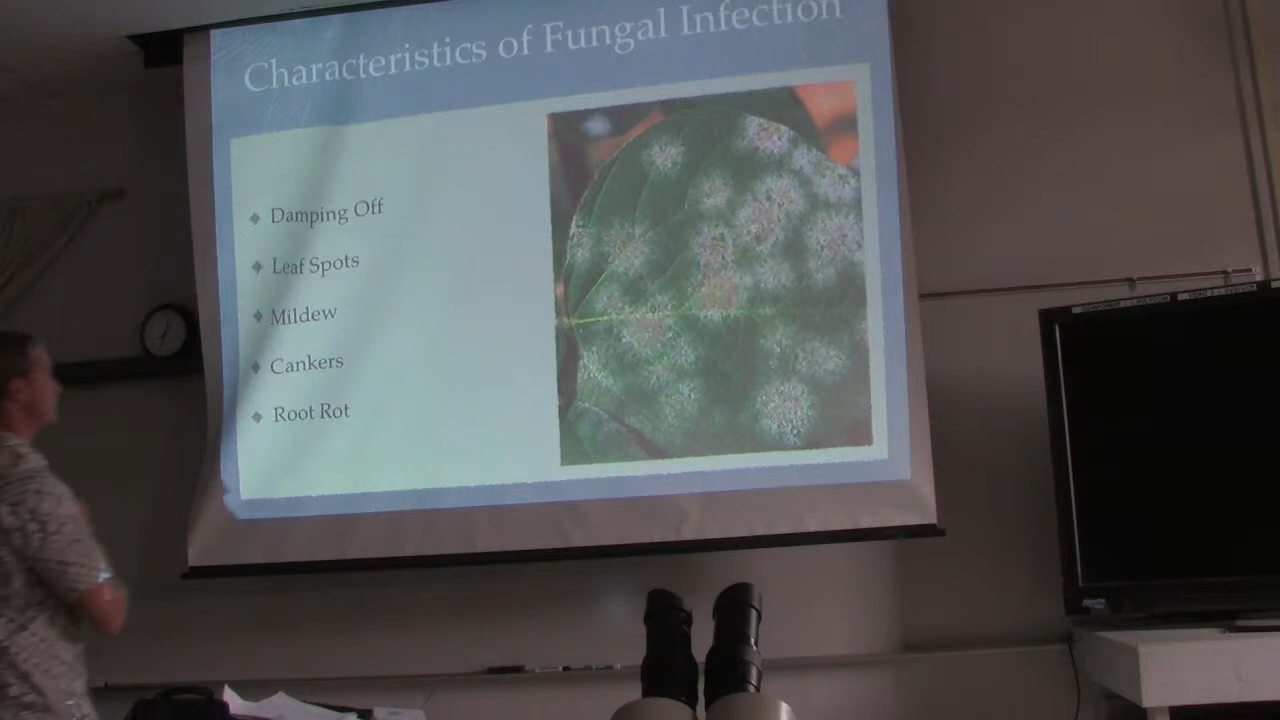 Characteristics of Fungal Infection
Damping Off
Leaf Spots
Mildew
Cankers
Root Rot